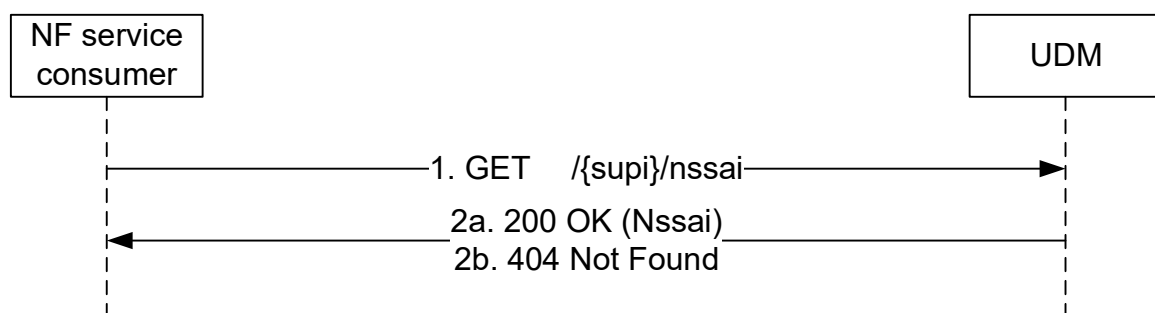 NF service
consumer
UDM
1. GET /{supi}/nssai
2a. 200 OK (Nssai)
2b. 404 Not Found